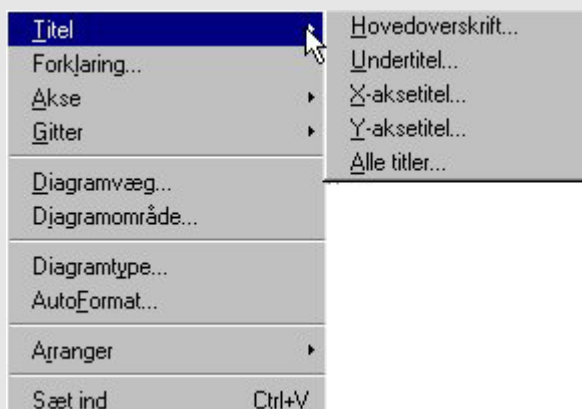 Titel
Forklaring...
Akse
Gitter
Diagramvæg...
Diagramområde...
Diagramtype...
AutoFormat...
Arranger
Sæt ind Ctrl+V
Hovedoverskrift...
Undertitel...
X-aksetitel...
Y-aksetitel...
Alle titler...